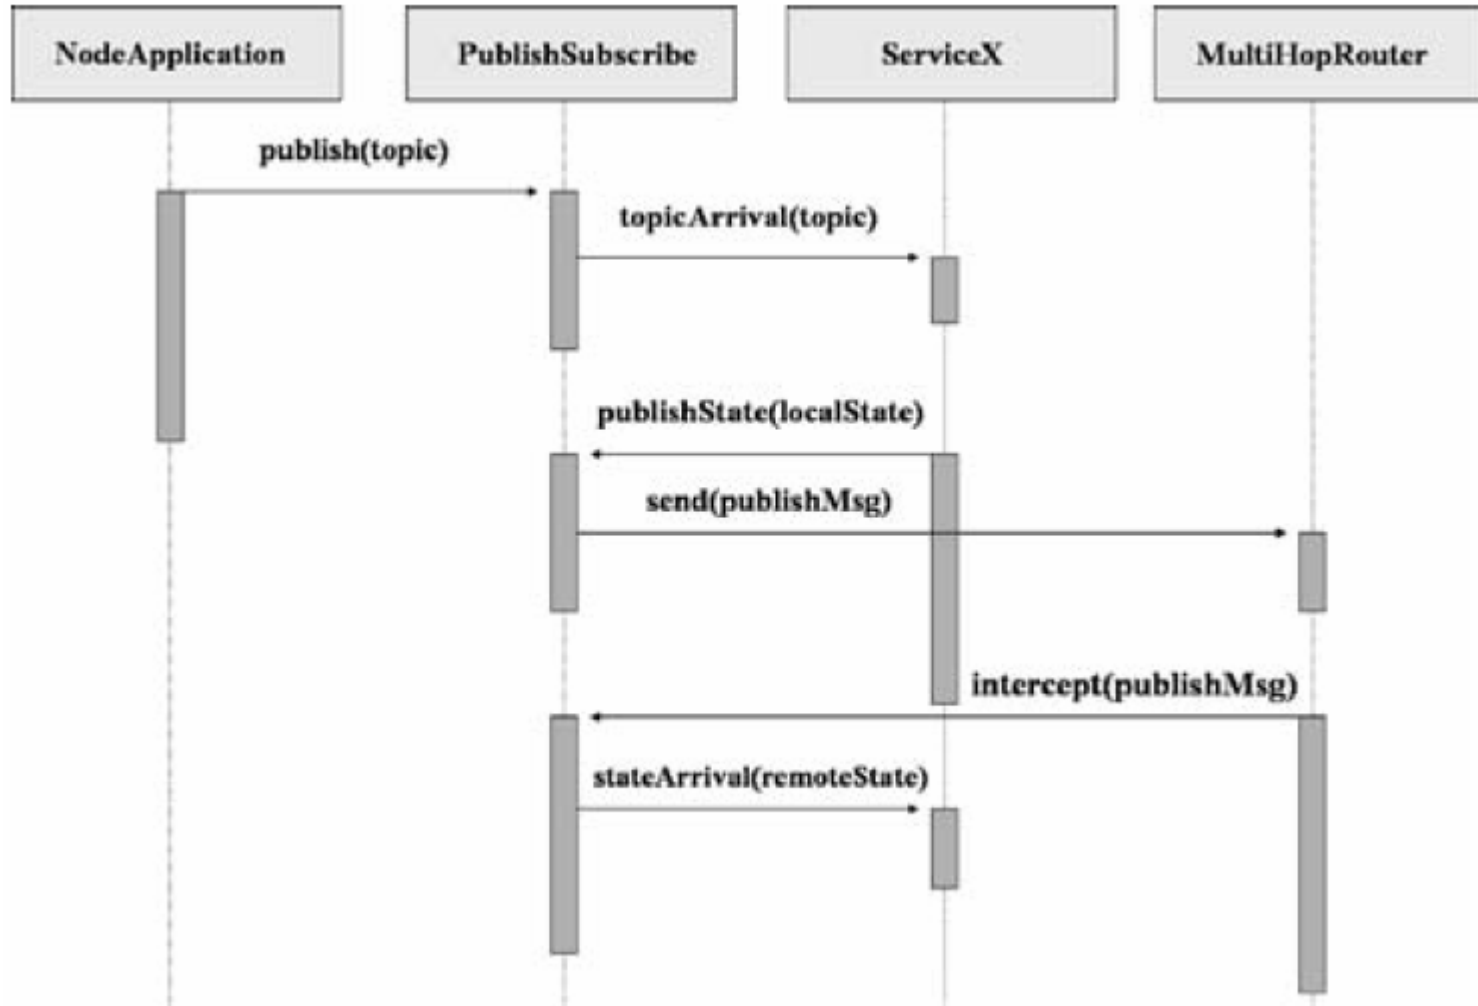 NodeApplication
PublishSubscribe
ServiceX
MultiHopRouter
publish(topic)
topicArrival(topic)
publishState(localState)
send(publishMsg)
intercept(publishMsg)
stateArrival(remoteState)